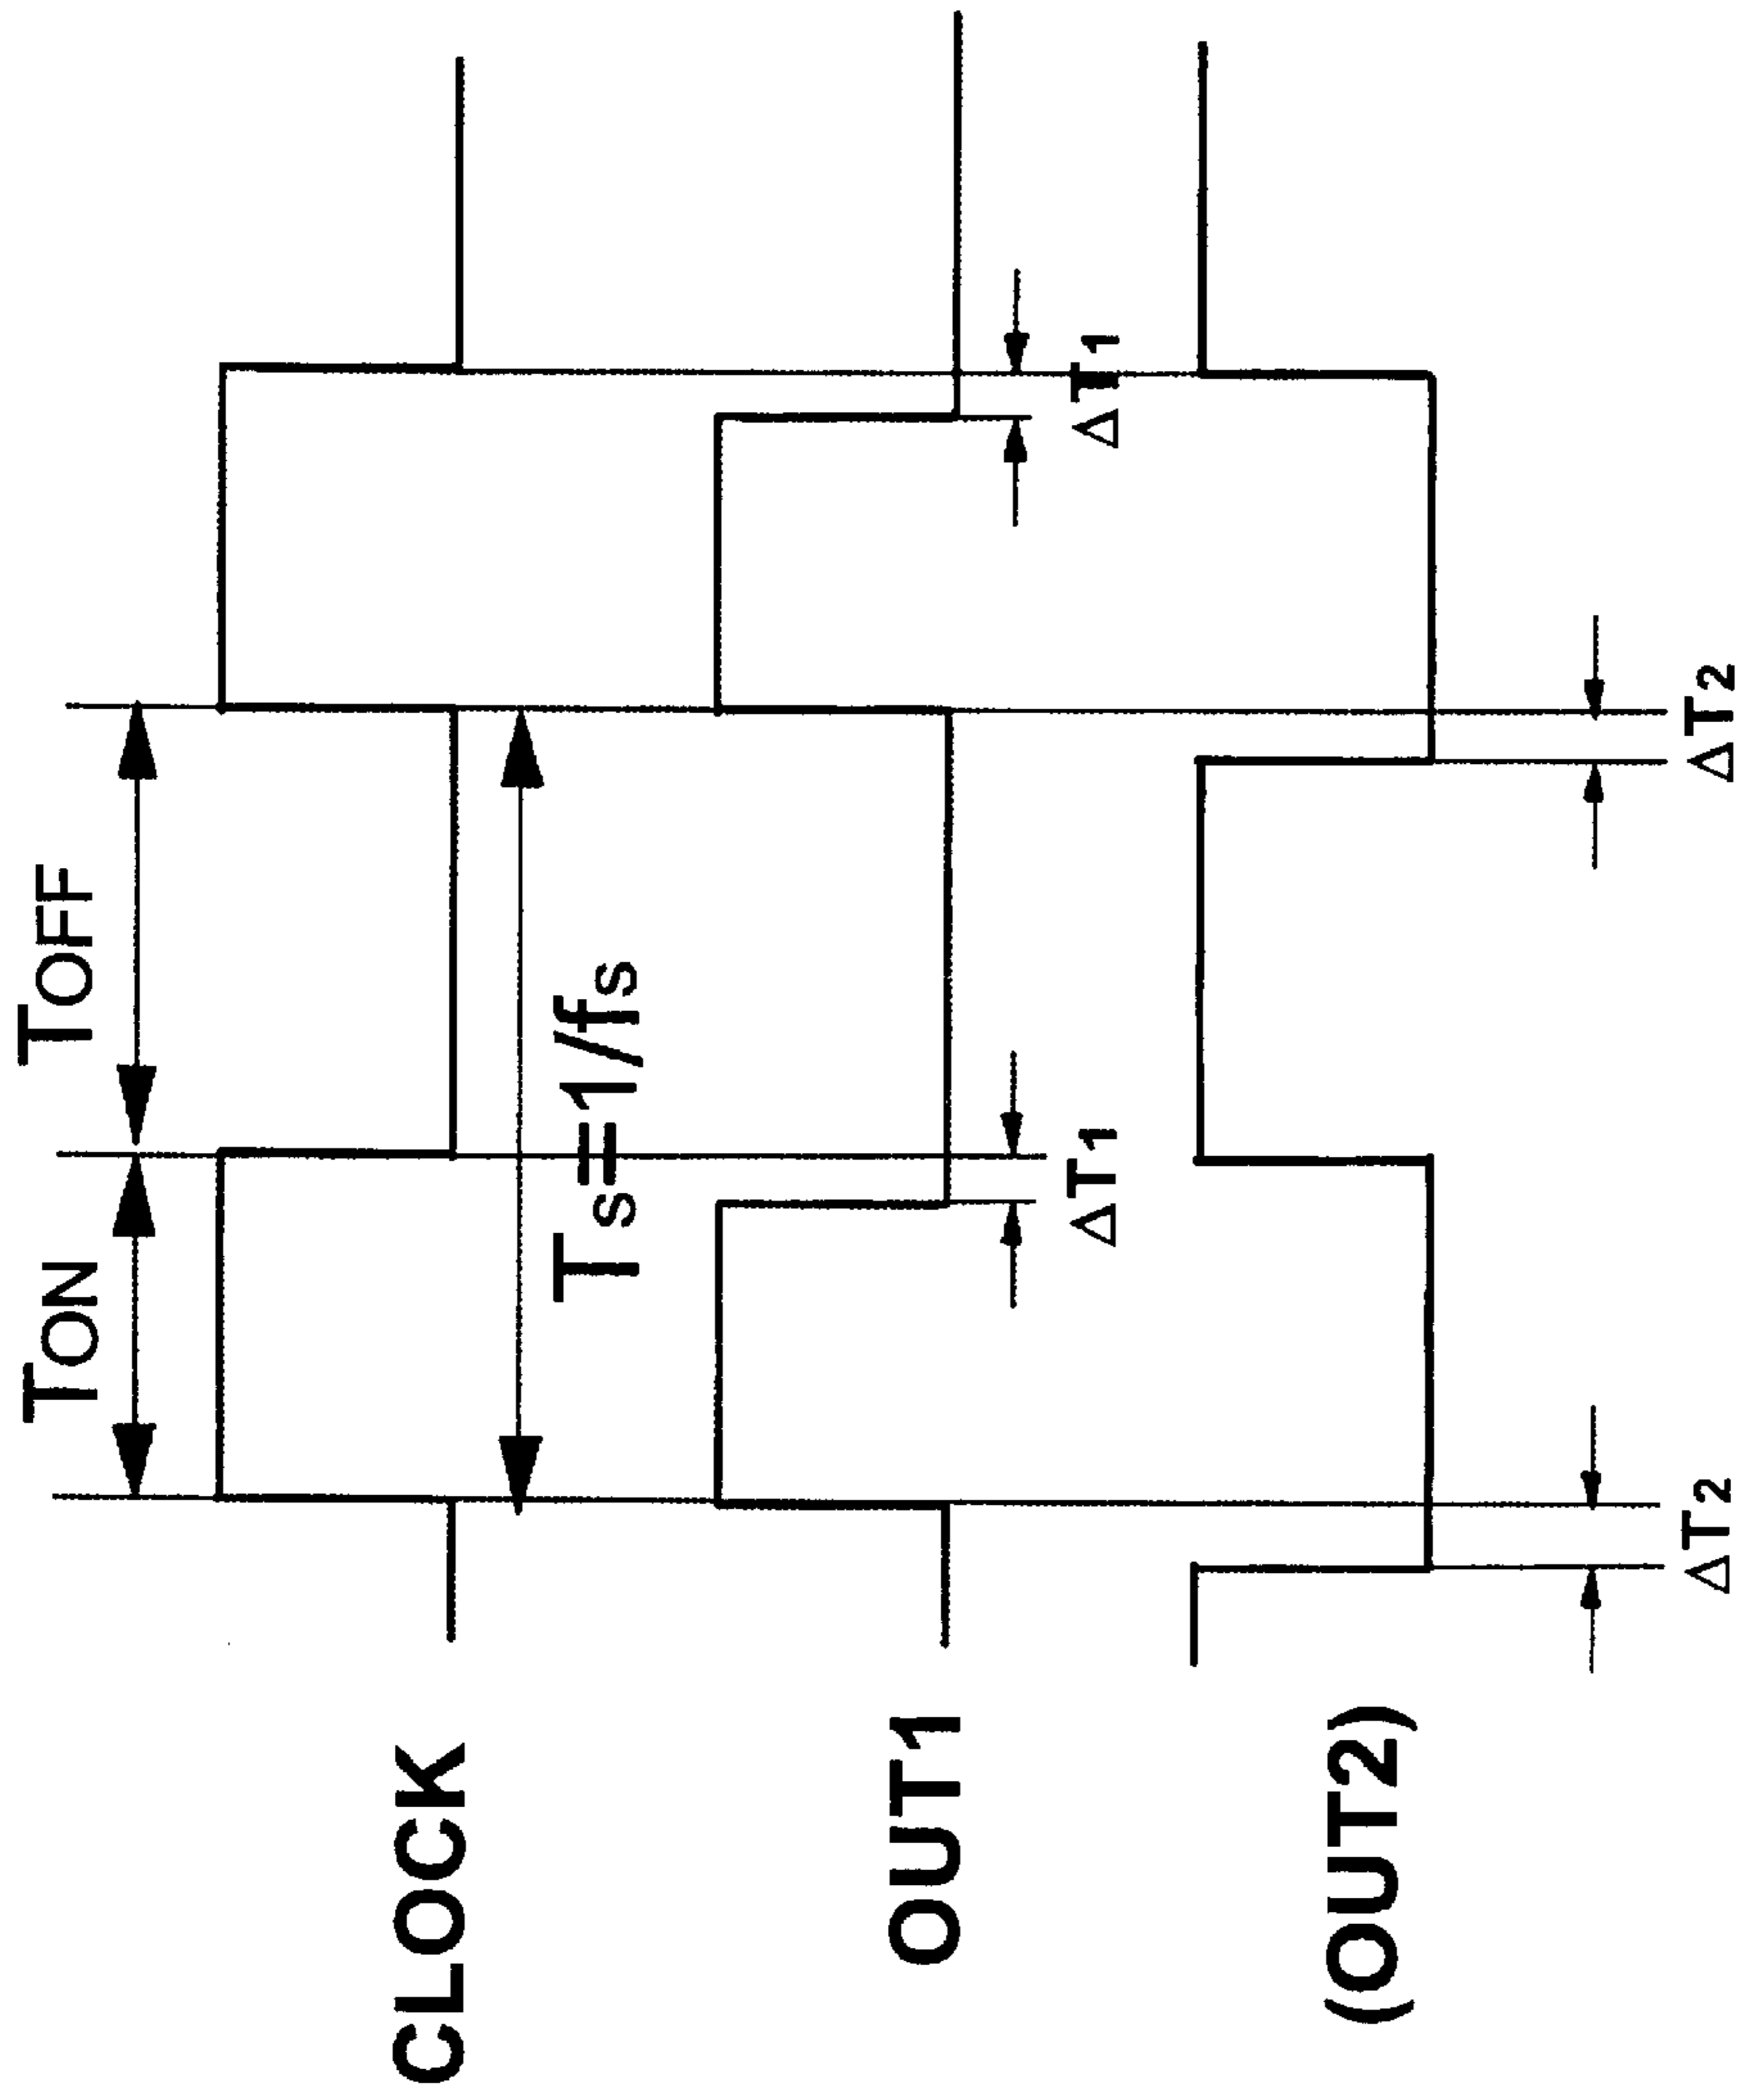 TON
TOFF
CLOCK
TS=1/fS
OUT1
ΔT1
ΔT1
(OUT2)
ΔT2
ΔT2